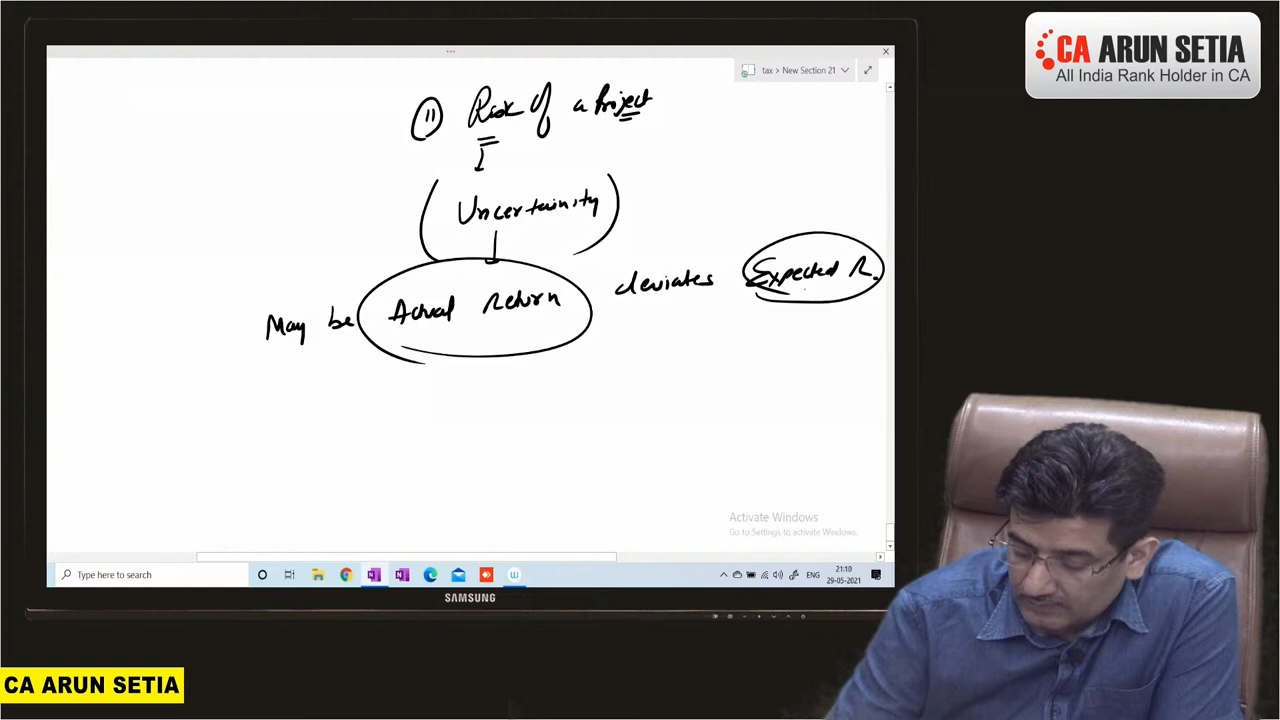 CA ARUN SETIA
All India Rank Holder in CA
tax > New Section 21
(11) Risk Of a Project
(Uncertainity)
May be Actual Return deviates Expected R.
Activate Windows
Go to Settings to activate Windows.
Type here to search
ENG
21:10
29-05-2021
SAMSUNG
CA ARUN SETIA